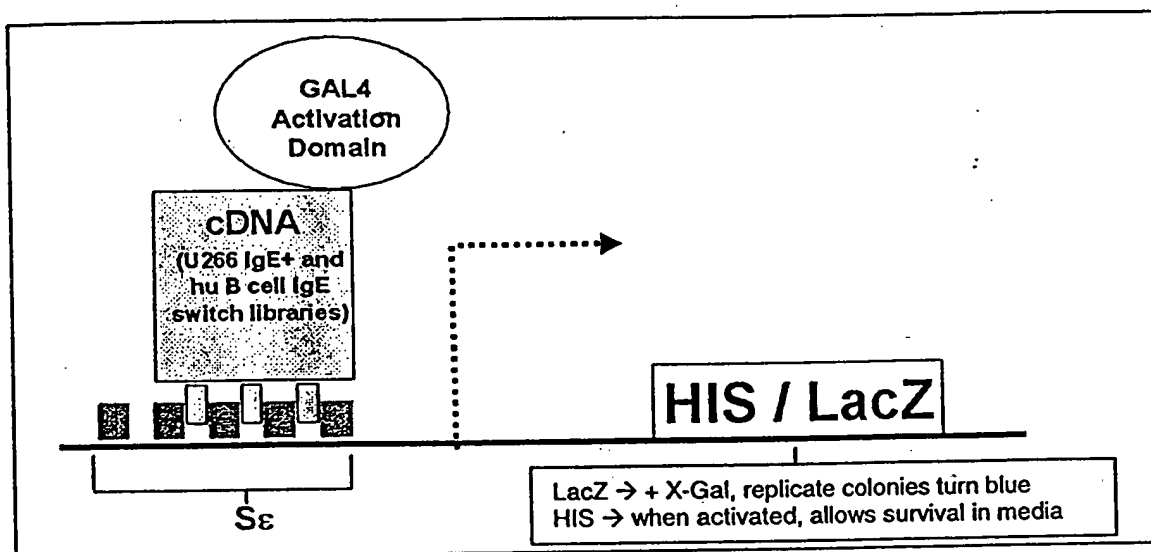 GAL4
Activation
Domain
cDNA
(U266 IgE+ and
hu B cell IgE
switch libraries)
HIS / LacZ
Sε
LacZ → + X-Gal, replicate colonies turn blue
HIS → when activated, allows survival in media